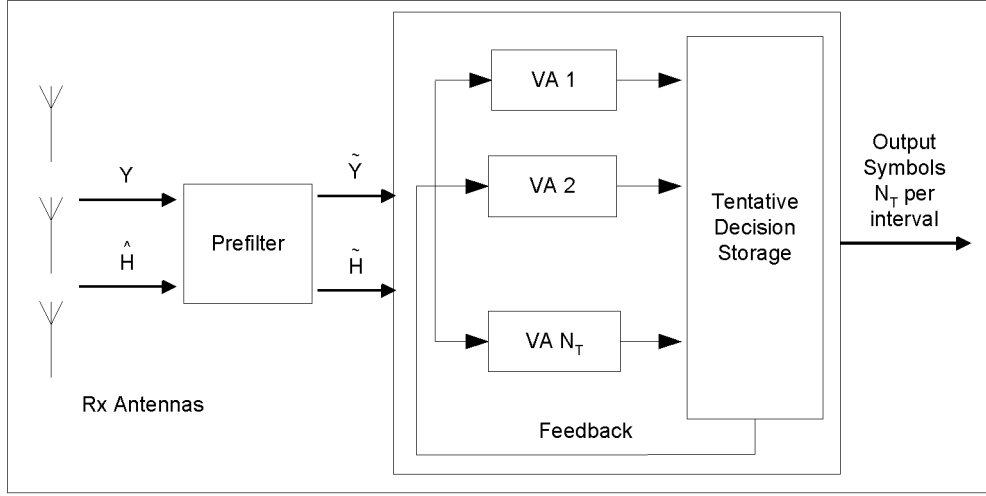 VA 1
VA 2
VA N_T
Y
Ĥ
Prefilter
Ỹ
H̃
Tentative
Decision
Storage
Output
Symbols
N_T per
interval
Rx Antennas
Feedback